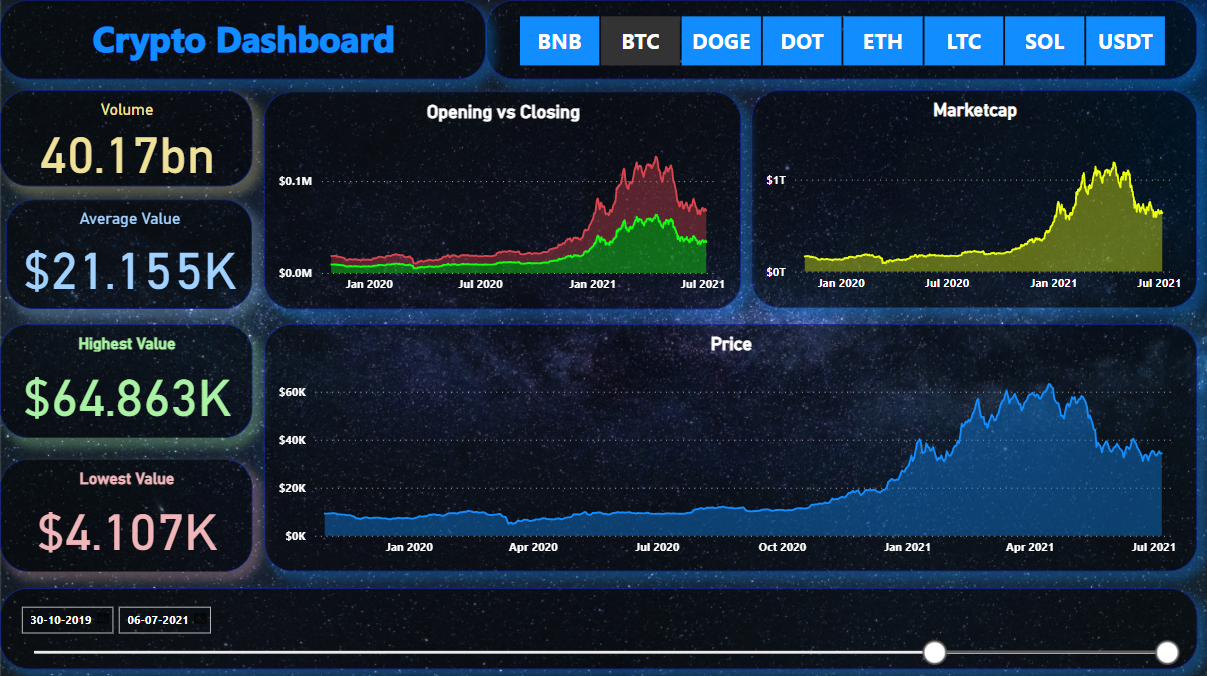 Crypto Dashboard
BNB BTC DOGE DOT ETH LTC SOL USDT
Volume
40.17bn
Average Value
$21.155K
Highest Value
$64.863K
Lowest Value
$4.107K
Opening vs Closing
$0.1M
$0.0M
Jan 2020 Jul 2020 Jan 2021 Jul 2021
Marketcap
$1T
$0T
Jan 2020 Jul 2020 Jan 2021 Jul 2021
Price
$60K
$40K
$20K
$0K
Jan 2020 Apr 2020 Jul 2020 Oct 2020 Jan 2021 Apr 2021 Jul 2021
30-10-2019 06-07-2021